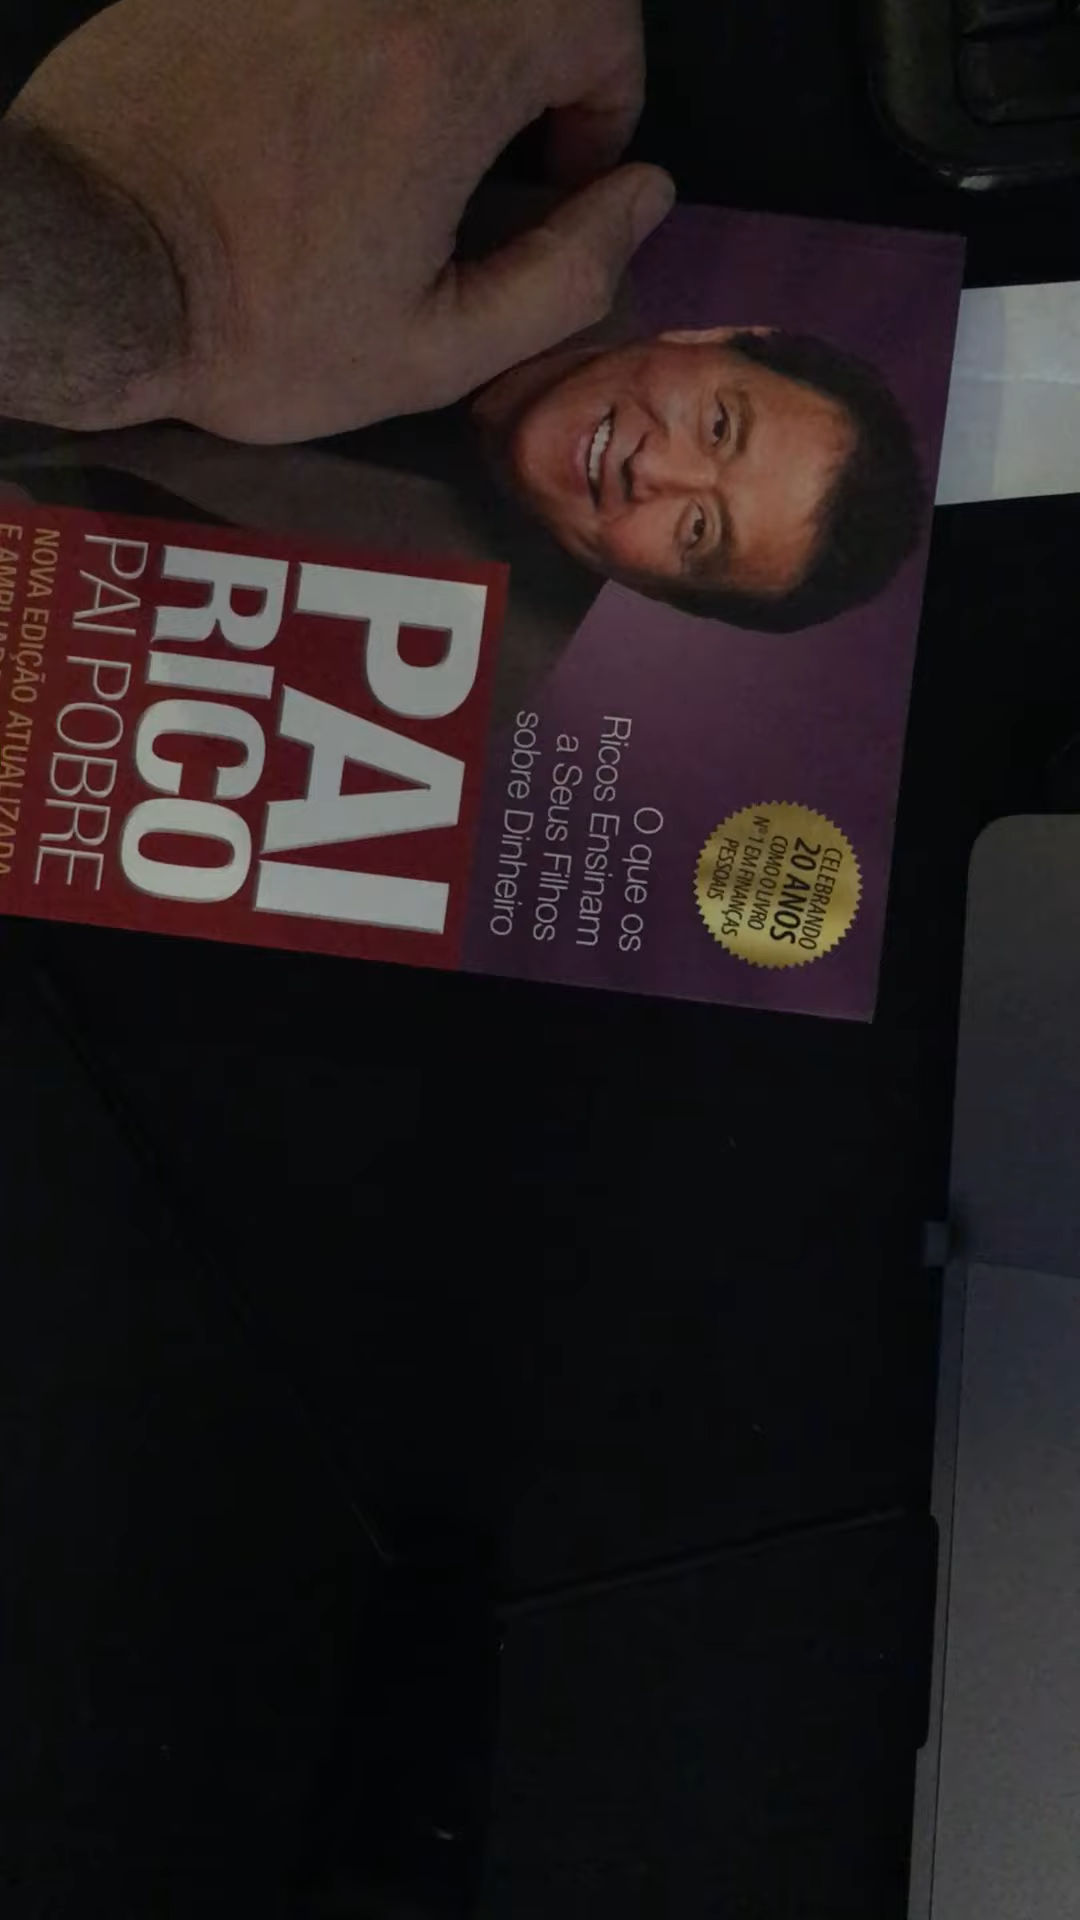 CELEBRANDO
20 ANOS
COMO O LIVRO
Nº 1 EM FINANÇAS
PESSOAIS
O que os
Ricos Ensinam
a Seus Filhos
sobre Dinheiro
PAI
RICO
PAI POBRE
NOVA EDIÇÃO ATUALIZADA
E AMPLIADA